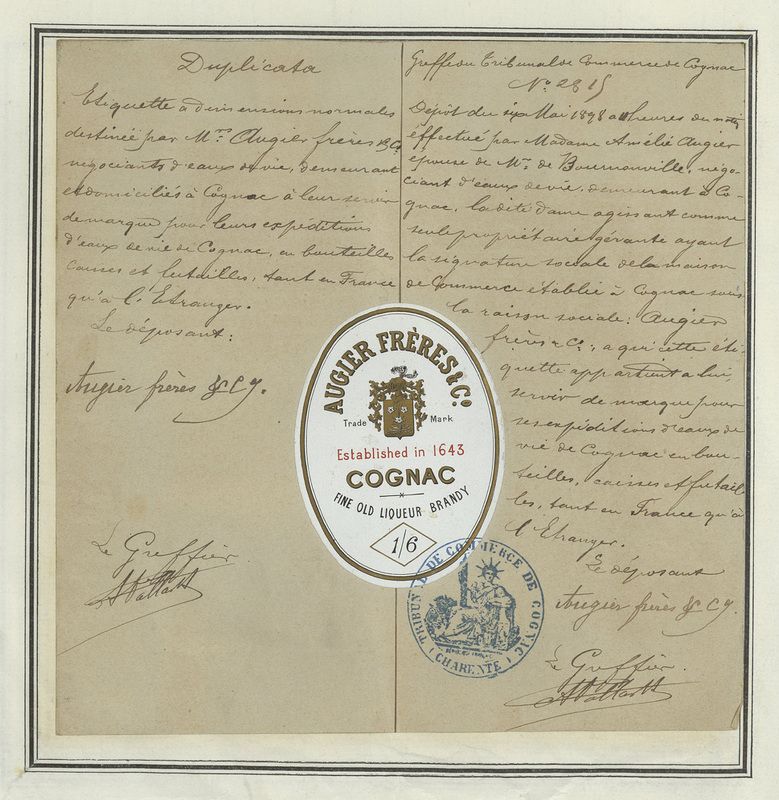 Duplicata
Etiquette à dimensions normales
destinée par Mrs Augier frères & Co
négociants d'eaux de vie, demeurant
et domiciliés à Cognac à leur servir
de marque pour leurs expéditions
d'eaux de vie de Cognac, en bouteilles
caisses et futailles, tant en France
qu'à l'Etranger.
Le déposant:
Augier frères & Cy.
Le Greffier
Greffe du Tribunal de Commerce de Cognac
No 2815
Dépôt du six Mai 1898 à heures du matin
effectué par Madame Amélie Augier
épouse de Mr. de Bournonville, négo-
ciant d'eaux de vie, demeurant à Co-
gnac, la dite dame agissant comme
seule propriétaire gérante ayant
la signature sociale de la maison
de Commerce établie à Cognac sous
la raison sociale: Augier
frères & Co., a qui cette éti-
quette appartient a lui
servir de marque pour
ses expéditions d'eaux de
vie de Cognac en bou-
teilles, caisses et futail-
les, tant en France qu'à
l'Etranger.
Le déposant
Augier frères & Cy.
Le Greffier.
AUGIER FRÈRES & Co.
Trade Mark
Established in 1643
COGNAC
FINE OLD LIQUEUR BRANDY
1/6
TRIBUNAL DE COMMERCE DE COGNAC
(CHARENTE)